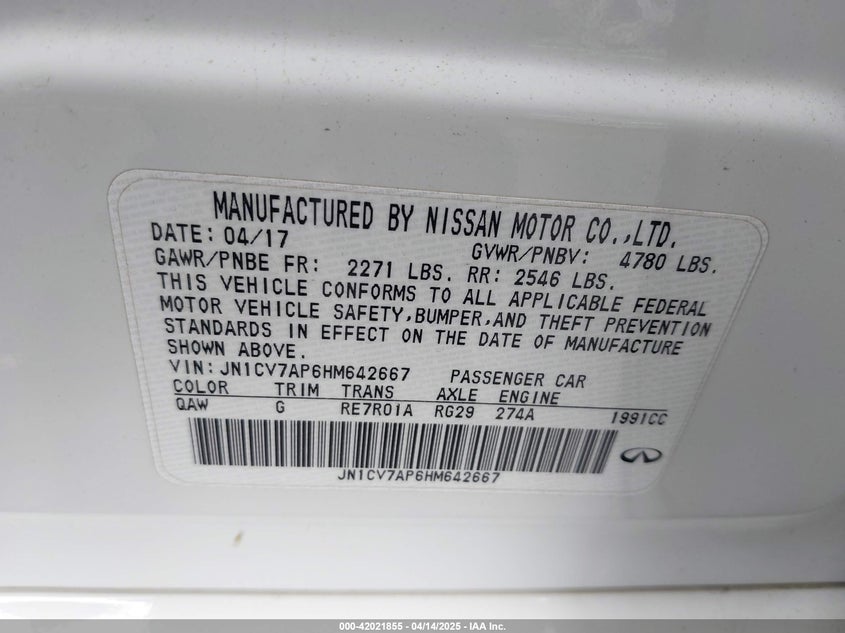 MANUFACTURED BY NISSAN MOTOR CO.,LTD.
DATE: 04/17 GVWR/PNBV: 4780 LBS.
GAWR/PNBE FR: 2271 LBS. RR: 2546 LBS.
THIS VEHICLE CONFORMS TO ALL APPLICABLE FEDERAL
MOTOR VEHICLE SAFETY,BUMPER,AND THEFT PREVENTION
STANDARDS IN EFFECT ON THE DATE OF MANUFACTURE
SHOWN ABOVE.
VIN: JN1CV7AP6HM642667 PASSENGER CAR
COLOR TRIM TRANS AXLE ENGINE
QAW G RE7R01A RG29 274A 1991CC
JN1CV7AP6HM642667
000-42021855 - 04/14/2025 - IAA Inc.